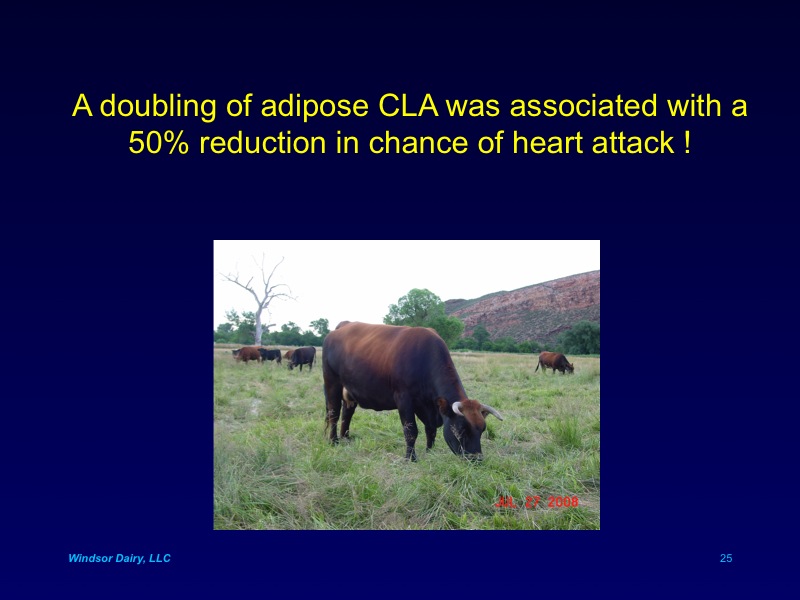 A doubling of adipose CLA was associated with a
50% reduction in chance of heart attack !
JUL 27 2008
Windsor Dairy, LLC
25